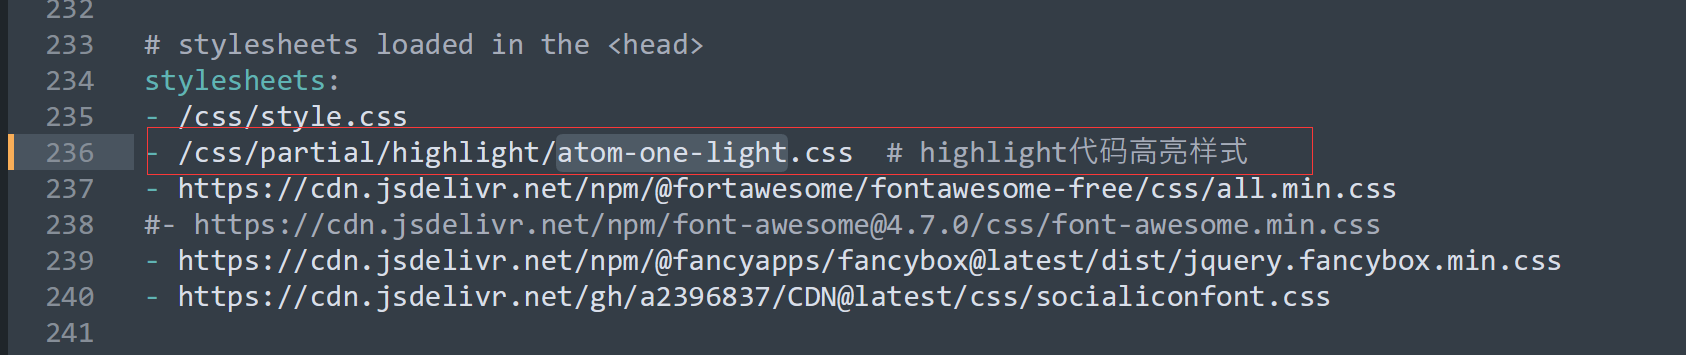 232
233 # stylesheets loaded in the <head>
234 stylesheets:
235 - /css/style.css
236 - /css/partial/highlight/atom-one-light.css  # highlight代码高亮样式
237 - https://cdn.jsdelivr.net/npm/@fortawesome/fontawesome-free/css/all.min.css
238 #- https://cdn.jsdelivr.net/npm/font-awesome@4.7.0/css/font-awesome.min.css
239 - https://cdn.jsdelivr.net/npm/@fancyapps/fancybox@latest/dist/jquery.fancybox.min.css
240 - https://cdn.jsdelivr.net/gh/a2396837/CDN@latest/css/socialiconfont.css
241